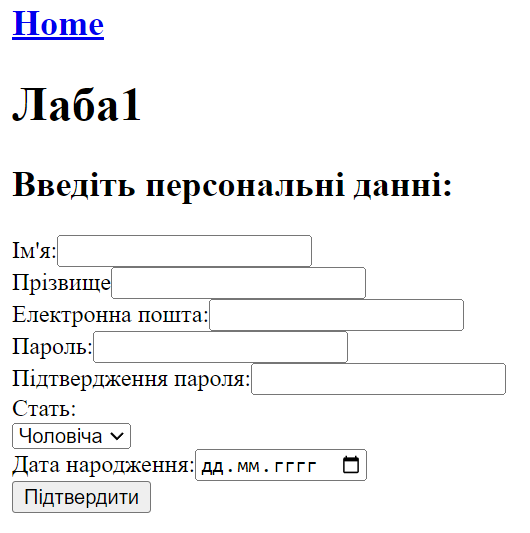 Home
Лаба1
Введіть персональні данні:
Ім'я:
Прізвище
Електронна пошта:
Пароль:
Підтвердження пароля:
Стать:
Чоловіча
Дата народження: дд.мм.гггг
Підтвердити